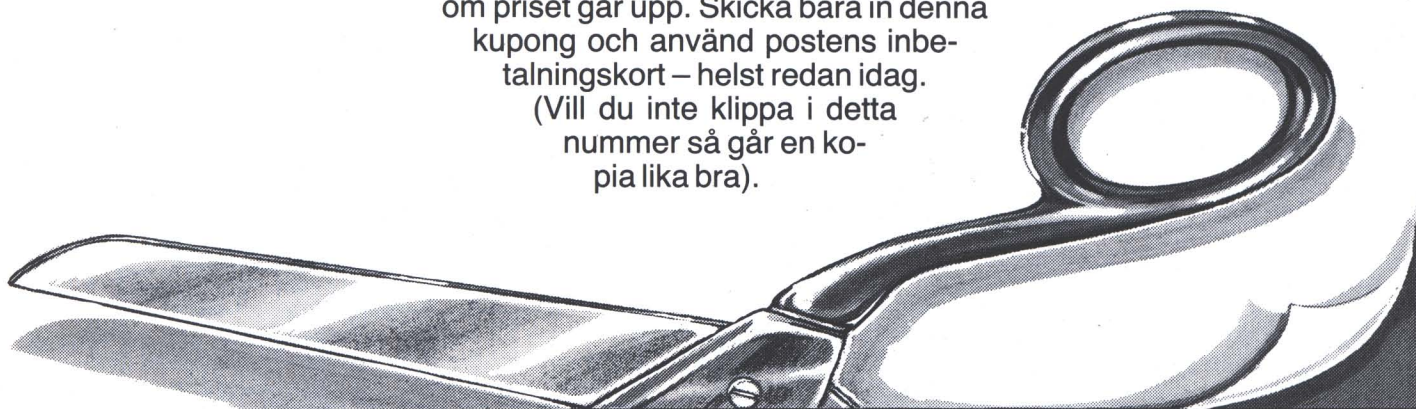 om priset går upp. Skicka bara in denna
kupong och använd postens inbe-
talningskort – helst redan idag.
(Vill du inte klippa i detta
nummer så går en ko-
pia lika bra).